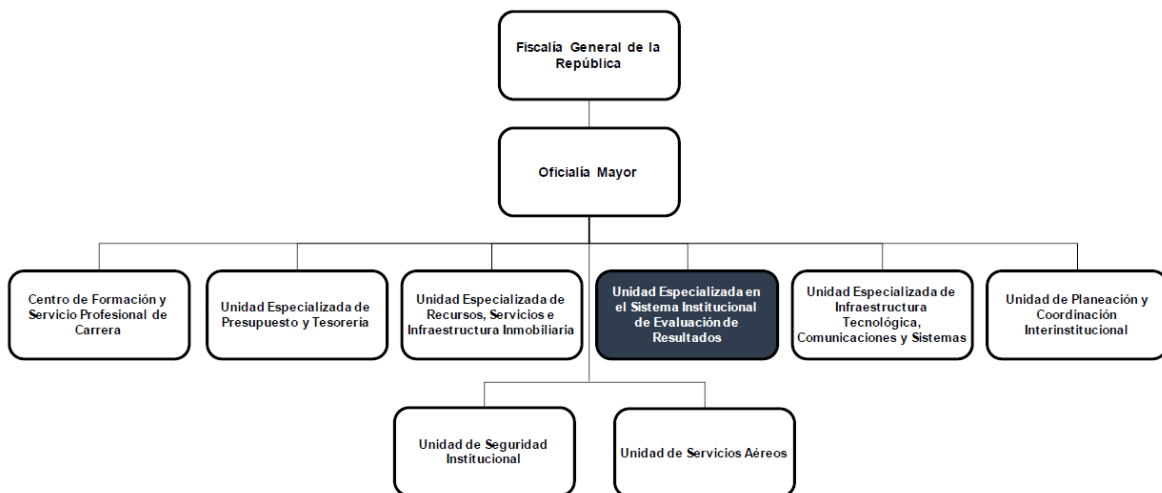 Fiscalía General de la
República
Oficialía Mayor
Centro de Formación y
Servicio Profesional de
Carrera
Unidad Especializada de
Presupuesto y Tesorería
Unidad Especializada de
Recursos, Servicios e
Infraestructura Inmobiliaria
Unidad Especializada en
el Sistema Institucional
de Evaluación de
Resultados
Unidad Especializada de
Infraestructura
Tecnológica,
Comunicaciones y Sistemas
Unidad de Planeación y
Coordinación
Interinstitucional
Unidad de Seguridad
Institucional
Unidad de Servicios Aéreos